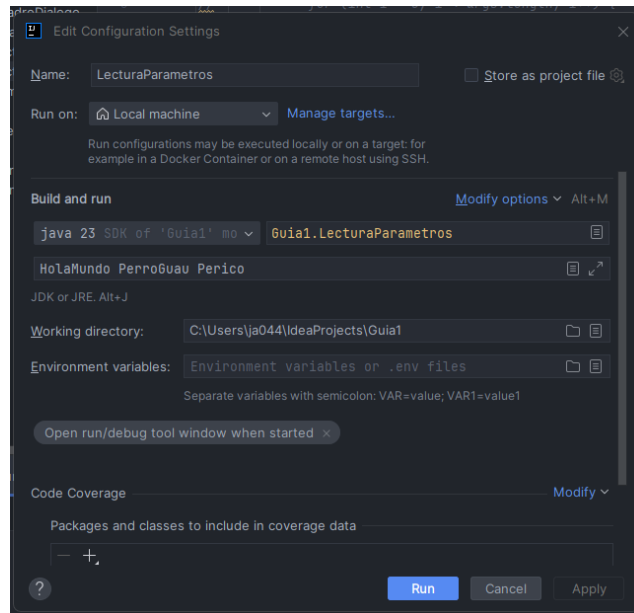 Edit Configuration Settings
Name: LecturaParametros Store as project file
Run on: Local machine Manage targets...
Run configurations may be executed locally or on a target: for
example in a Docker Container or on a remote host using SSH.
Build and run Modify options Alt+M
java 23 SDK of 'Guia1' mo Guia1.LecturaParametros
HolaMundo PerroGuau Perico
JDK or JRE. Alt+J
Working directory: C:\Users\ja044\IdeaProjects\Guia1
Environment variables: Environment variables or .env files
Separate variables with semicolon: VAR=value; VAR1=value1
Open run/debug tool window when started
Code Coverage Modify
Packages and classes to include in coverage data
? Run Cancel Apply